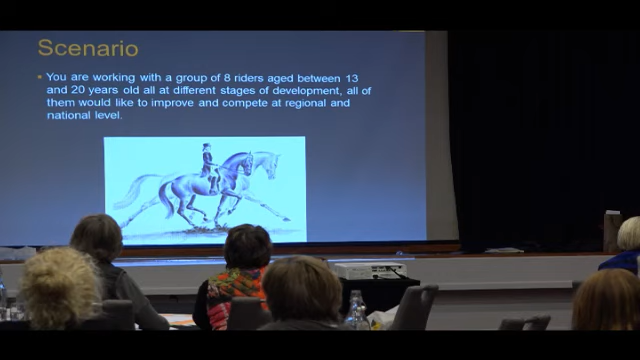 Scenario
You are working with a group of 8 riders aged between 13
and 20 years old all at different stages of development, all of
them would like to improve and compete at regional and
national level.